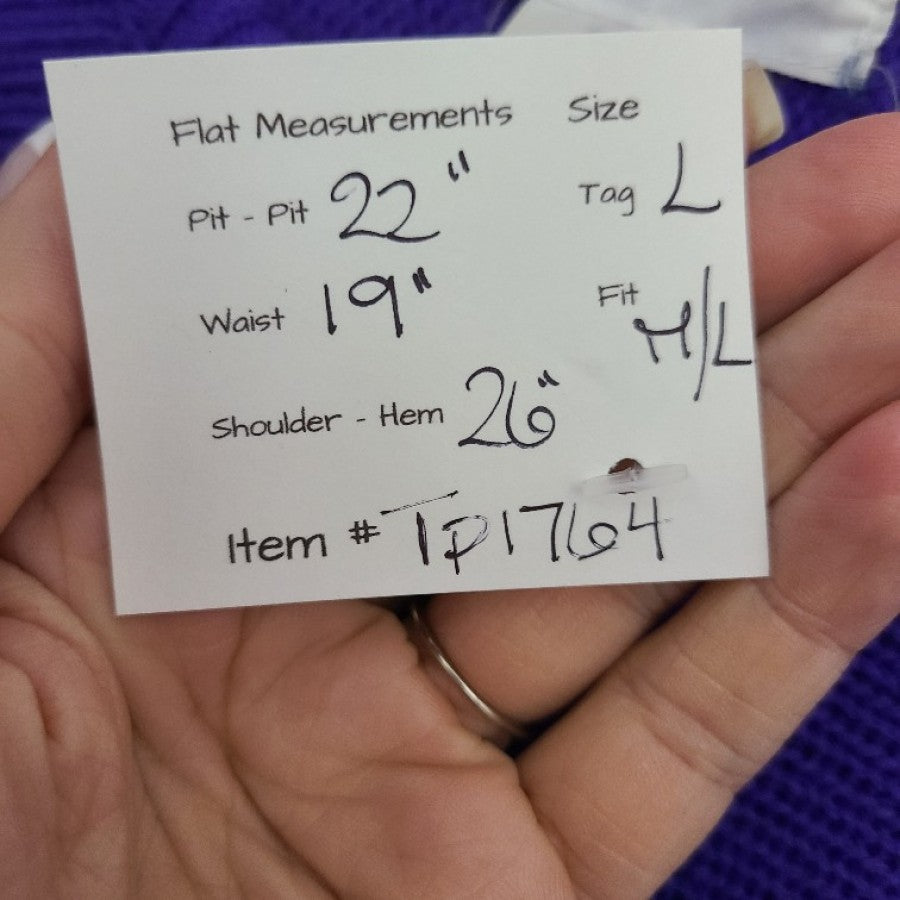 Flat Measurements Size
Pit - Pit 22" Tag L
Waist 19" Fit M/L
Shoulder - Hem 26"
Item # Tp1764